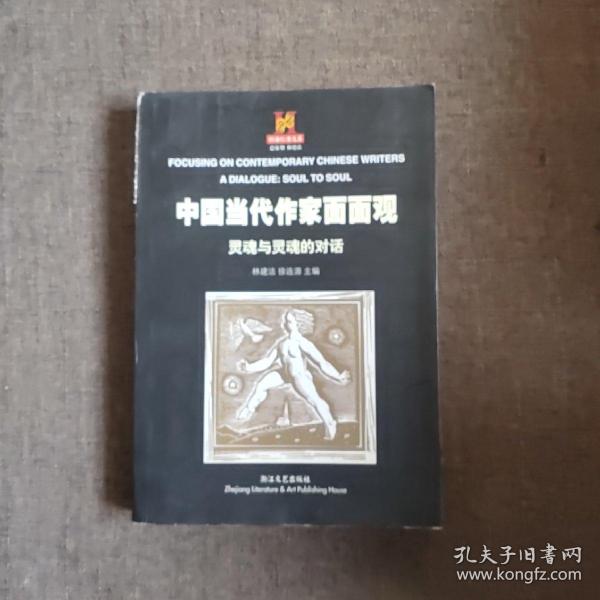 FOCUSING ON CONTEMPORARY CHINESE WRITERS
A DIALOGUE: SOUL TO SOUL
中国当代作家面面观
灵魂与灵魂的对话
林建法 徐连源 主编
浙江文艺出版社
Zhejiang Literature & Art Publishing House
孔夫子旧書网
www.kongfz.com